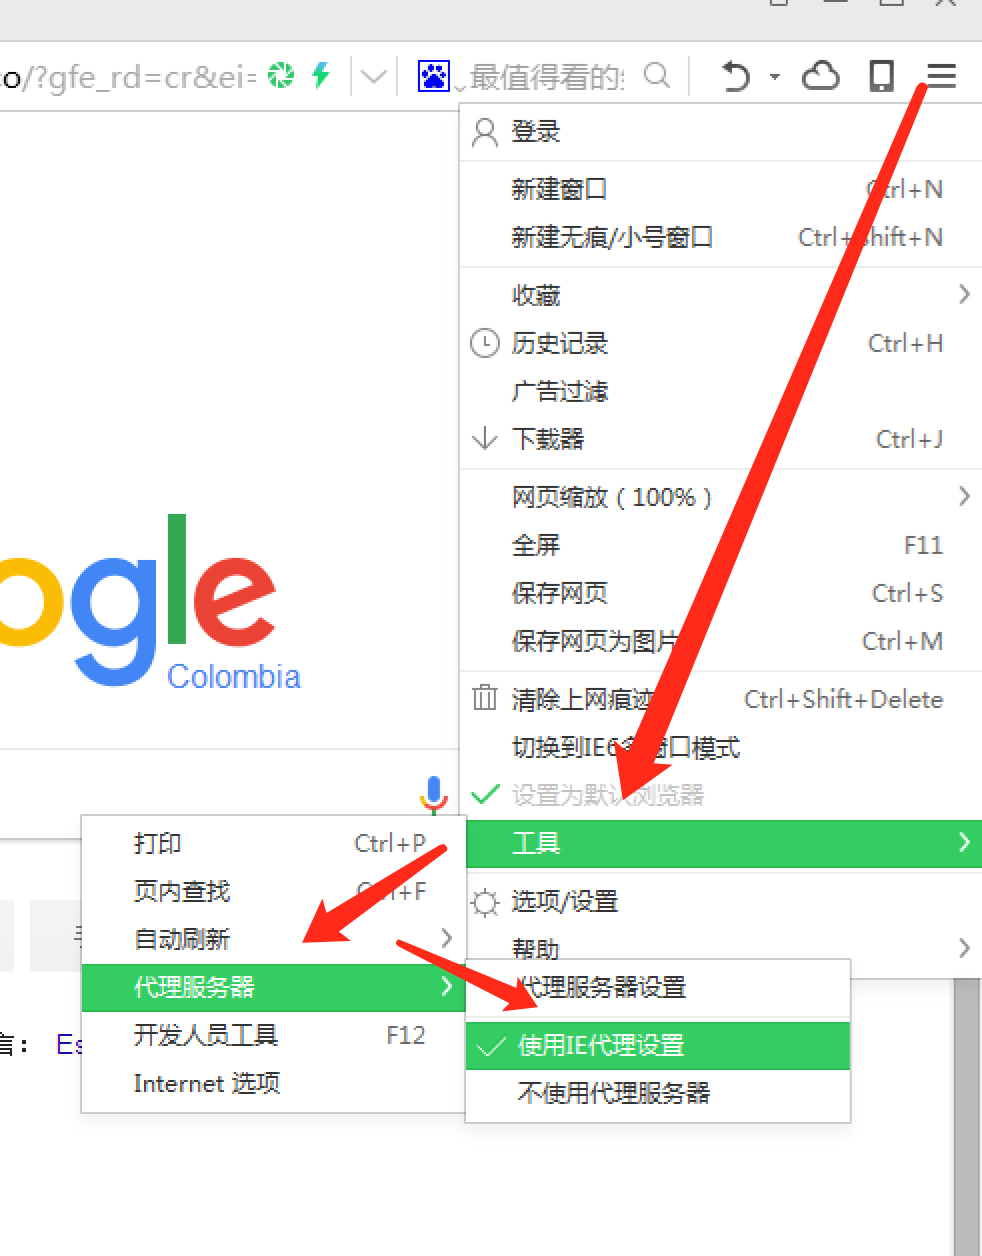 co/?gfe_rd=cr&ei=
最值得看的
登录
新建窗口 Ctrl+N
新建无痕/小号窗口 Ctrl+Shift+N
收藏
历史记录 Ctrl+H
广告过滤
下载器 Ctrl+J
网页缩放（100%）
全屏 F11
保存网页 Ctrl+S
保存网页为图片 Ctrl+M
清除上网痕迹 Ctrl+Shift+Delete
切换到IE6多窗口模式
设置为默认浏览器
工具
选项/设置
帮助
ogle
Colombia
打印 Ctrl+P
页内查找 Ctrl+F
自动刷新
代理服务器
开发人员工具 F12
Internet 选项
代理服务器设置
使用IE代理设置
不使用代理服务器
言： Es